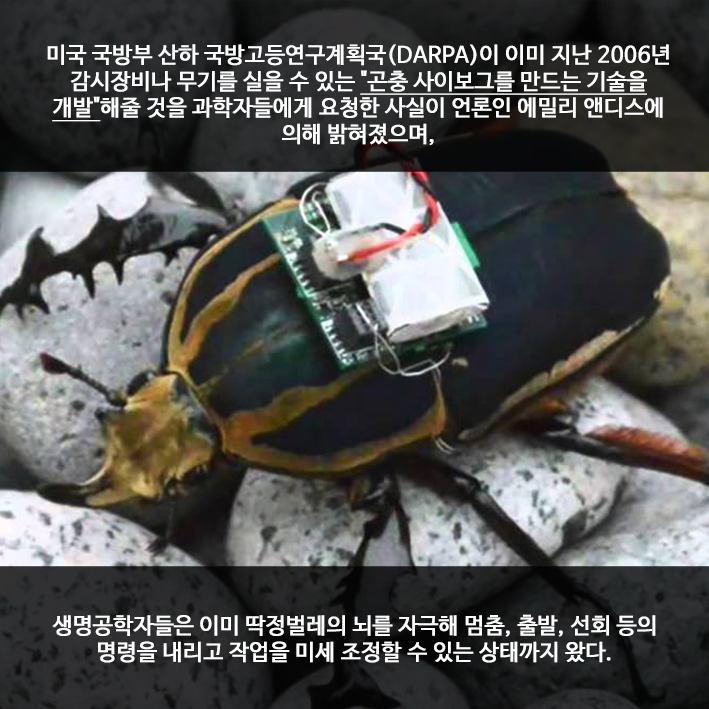 미국 국방부 산하 국방고등연구계획국(DARPA)이 이미 지난 2006년
감시장비나 무기를 실을 수 있는 "곤충 사이보그를 만드는 기술을
개발"해줄 것을 과학자들에게 요청한 사실이 언론인 에밀리 앤디스에
의해 밝혀졌으며,
생명공학자들은 이미 딱정벌레의 뇌를 자극해 멈춤, 출발, 선회 등의
명령을 내리고 작업을 미세 조정할 수 있는 상태까지 왔다.